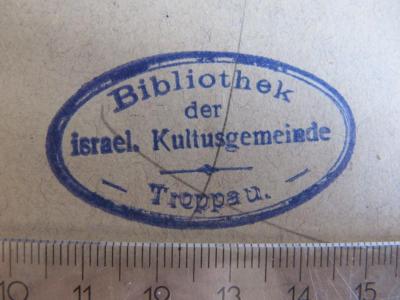 Bibliothek
der
israel. Kultusgemeinde
Troppau.
10 11 12 13 14 15